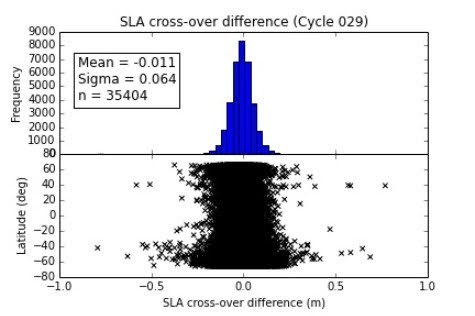 SLA cross-over difference (Cycle 029)
9000
8000
7000
6000
5000
4000
3000
2000
1000
0
Frequency
Mean = -0.011
Sigma = 0.064
n = 35404
80
60
40
20
0
−20
−40
−60
−80
Latitude (deg)
−1.0 −0.5 0.0 0.5 1.0
SLA cross-over difference (m)